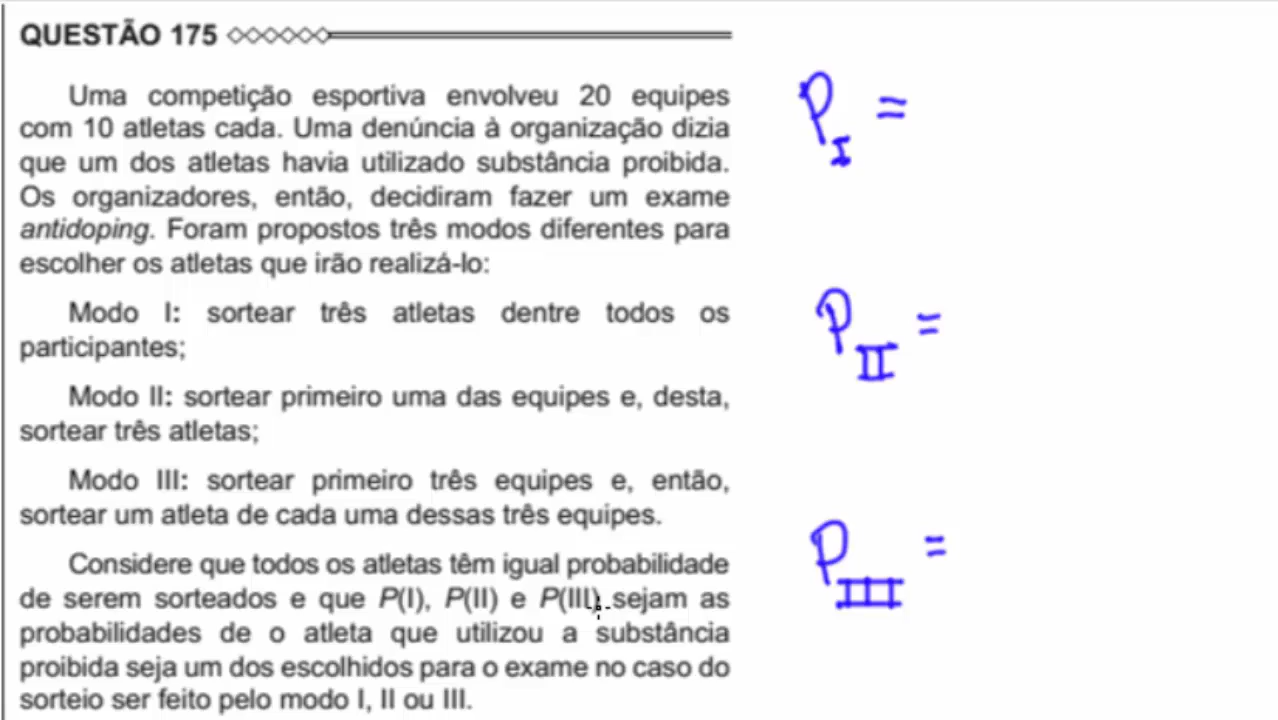 QUESTÃO 175
Uma competição esportiva envolveu 20 equipes
com 10 atletas cada. Uma denúncia à organização dizia
que um dos atletas havia utilizado substância proibida.
Os organizadores, então, decidiram fazer um exame
antidoping. Foram propostos três modos diferentes para
escolher os atletas que irão realizá-lo:
Modo I: sortear três atletas dentre todos os
participantes;
Modo II: sortear primeiro uma das equipes e, desta,
sortear três atletas;
Modo III: sortear primeiro três equipes e, então,
sortear um atleta de cada uma dessas três equipes.
Considere que todos os atletas têm igual probabilidade
de serem sorteados e que P(I), P(II) e P(III) sejam as
probabilidades de o atleta que utilizou a substância
proibida seja um dos escolhidos para o exame no caso do
sorteio ser feito pelo modo I, II ou III.
P I =
P II =
P III =